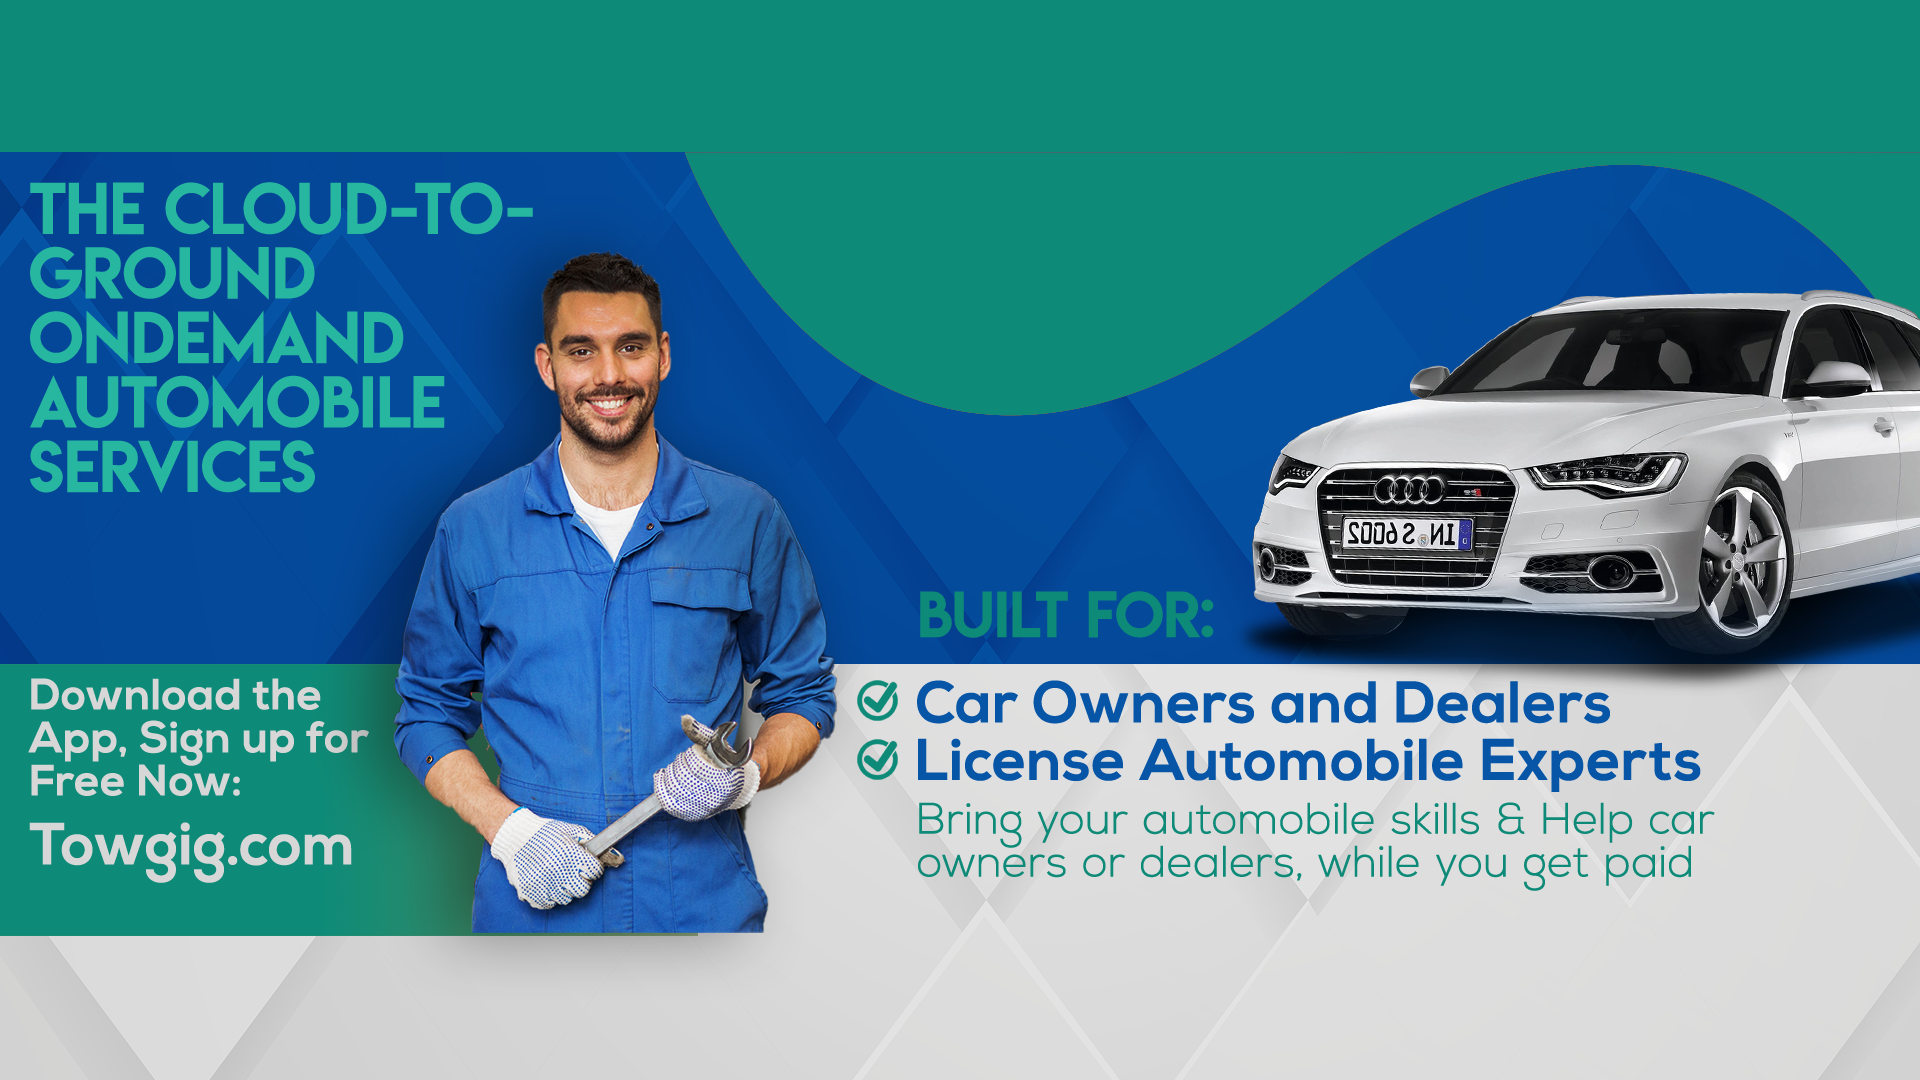 THE CLOUD-TO-
GROUND
ONDEMAND
AUTOMOBILE
SERVICES
Download the
App, Sign up for
Free Now:
Towgig.com
BUILT FOR:
Car Owners and Dealers
License Automobile Experts
Bring your automobile skills & Help car
owners or dealers, while you get paid
IN S 6002